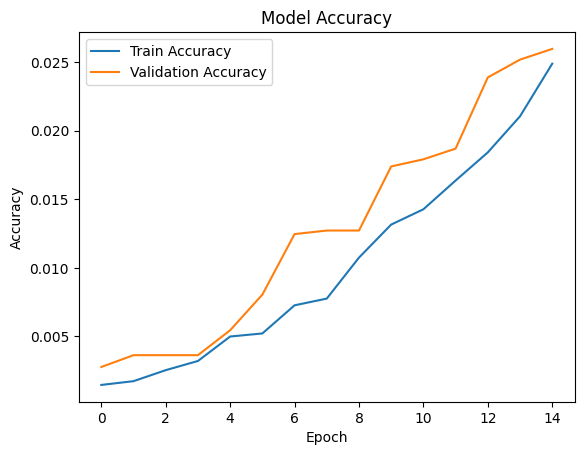 Model Accuracy
Train Accuracy
Validation Accuracy
0.025
0.020
0.015
0.010
0.005
Accuracy
0 2 4 6 8 10 12 14
Epoch